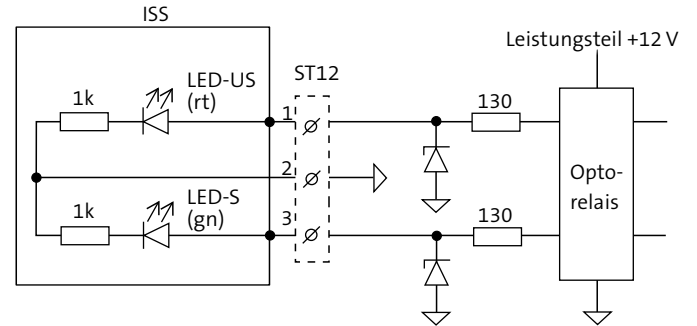 ISS
Leistungsteil +12 V
ST12
LED-US
(rt)
1k
1
130
2
Opto-
relais
LED-S
(gn)
1k
3
130